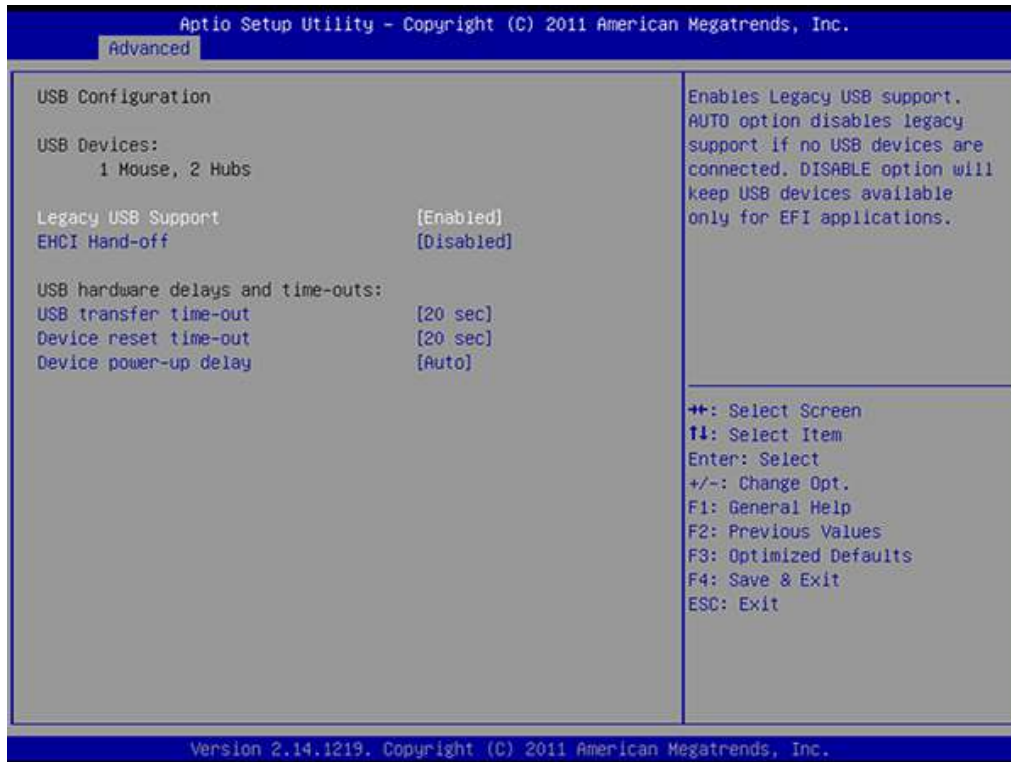 Aptio Setup Utility – Copyright (C) 2011 American Megatrends, Inc.
Advanced
USB Configuration
USB Devices:
1 Mouse, 2 Hubs
Legacy USB Support [Enabled]
EHCI Hand-off [Disabled]
USB hardware delays and time-outs:
USB transfer time-out [20 sec]
Device reset time-out [20 sec]
Device power-up delay [Auto]
Enables Legacy USB support.
AUTO option disables legacy
support if no USB devices are
connected. DISABLE option will
keep USB devices available
only for EFI applications.
→←: Select Screen
↑↓: Select Item
Enter: Select
+/-: Change Opt.
F1: General Help
F2: Previous Values
F3: Optimized Defaults
F4: Save & Exit
ESC: Exit
Version 2.14.1219. Copyright (C) 2011 American Megatrends, Inc.